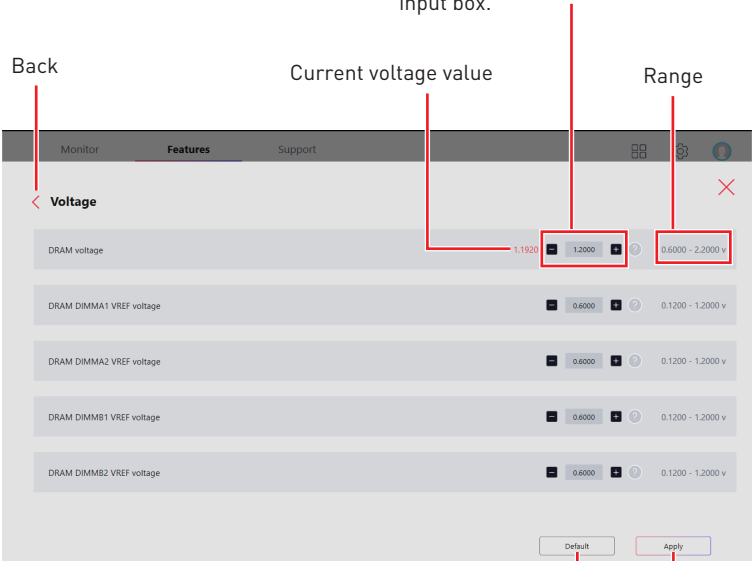 input box.
Back
Current voltage value
Range
Monitor Features Support
Voltage
DRAM voltage 1.1920 - 1.2000 + ? 0.6000 - 2.2000 v
DRAM DIMMA1 VREF voltage - 0.6000 + ? 0.1200 - 1.2000 v
DRAM DIMMA2 VREF voltage - 0.6000 + ? 0.1200 - 1.2000 v
DRAM DIMMB1 VREF voltage - 0.6000 + ? 0.1200 - 1.2000 v
DRAM DIMMB2 VREF voltage - 0.6000 + ? 0.1200 - 1.2000 v
Default Apply